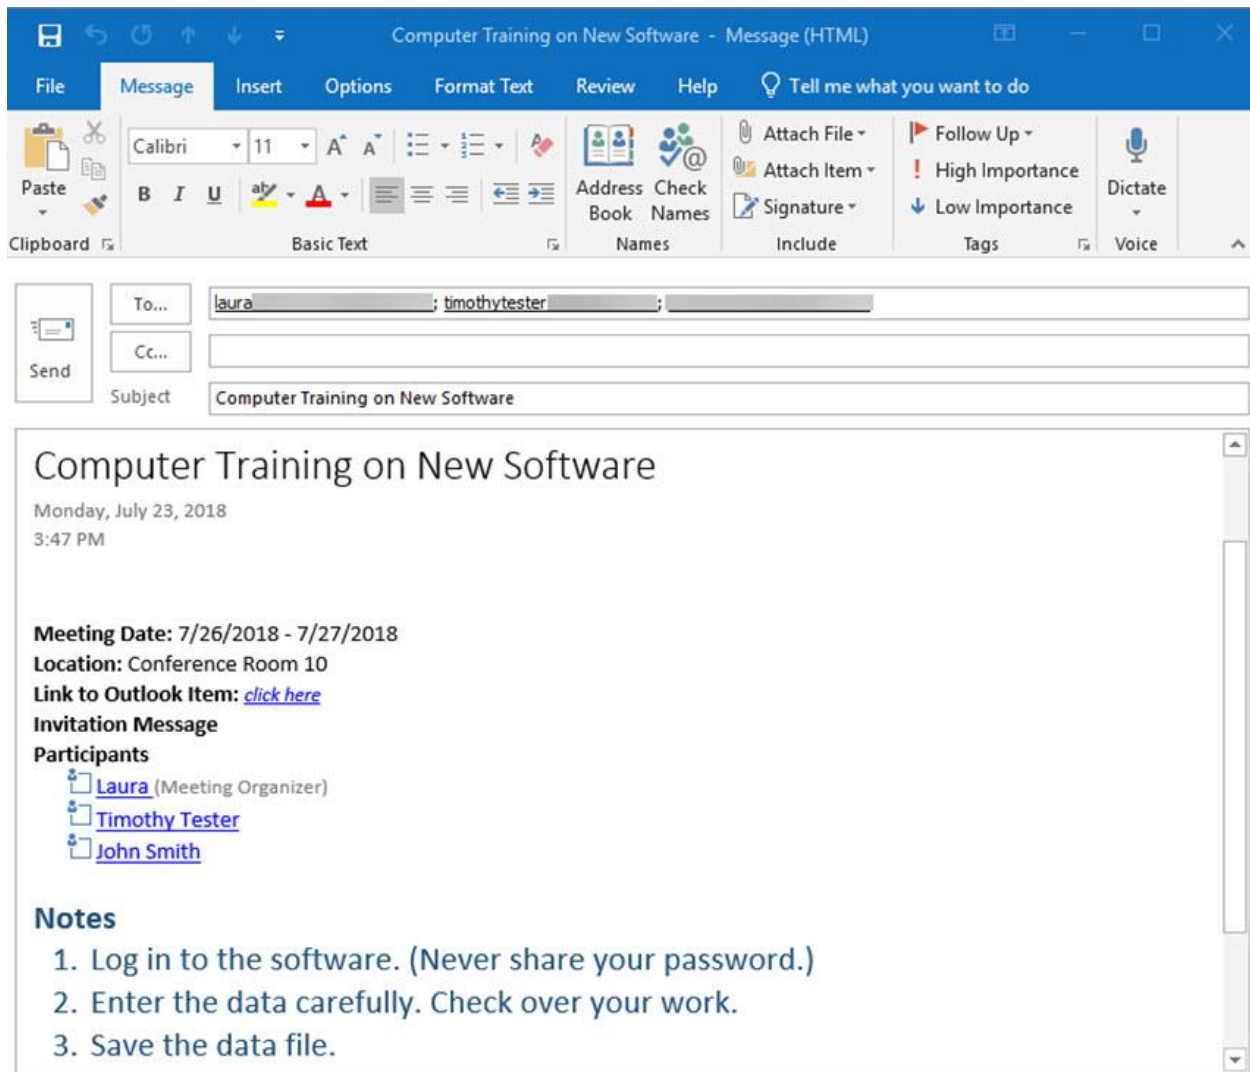 Computer Training on New Software - Message (HTML)
File Message Insert Options Format Text Review Help Tell me what you want to do
Paste
Clipboard
Calibri 11
B I U
Basic Text
Address Book
Check Names
Names
Attach File
Attach Item
Signature
Include
Follow Up
High Importance
Low Importance
Tags
Dictate
Voice
Send
To... laura ; timothytester ;
Cc...
Subject Computer Training on New Software
Computer Training on New Software
Monday, July 23, 2018
3:47 PM
Meeting Date: 7/26/2018 - 7/27/2018
Location: Conference Room 10
Link to Outlook Item: click here
Invitation Message
Participants
Laura (Meeting Organizer)
Timothy Tester
John Smith
Notes
1. Log in to the software. (Never share your password.)
2. Enter the data carefully. Check over your work.
3. Save the data file.